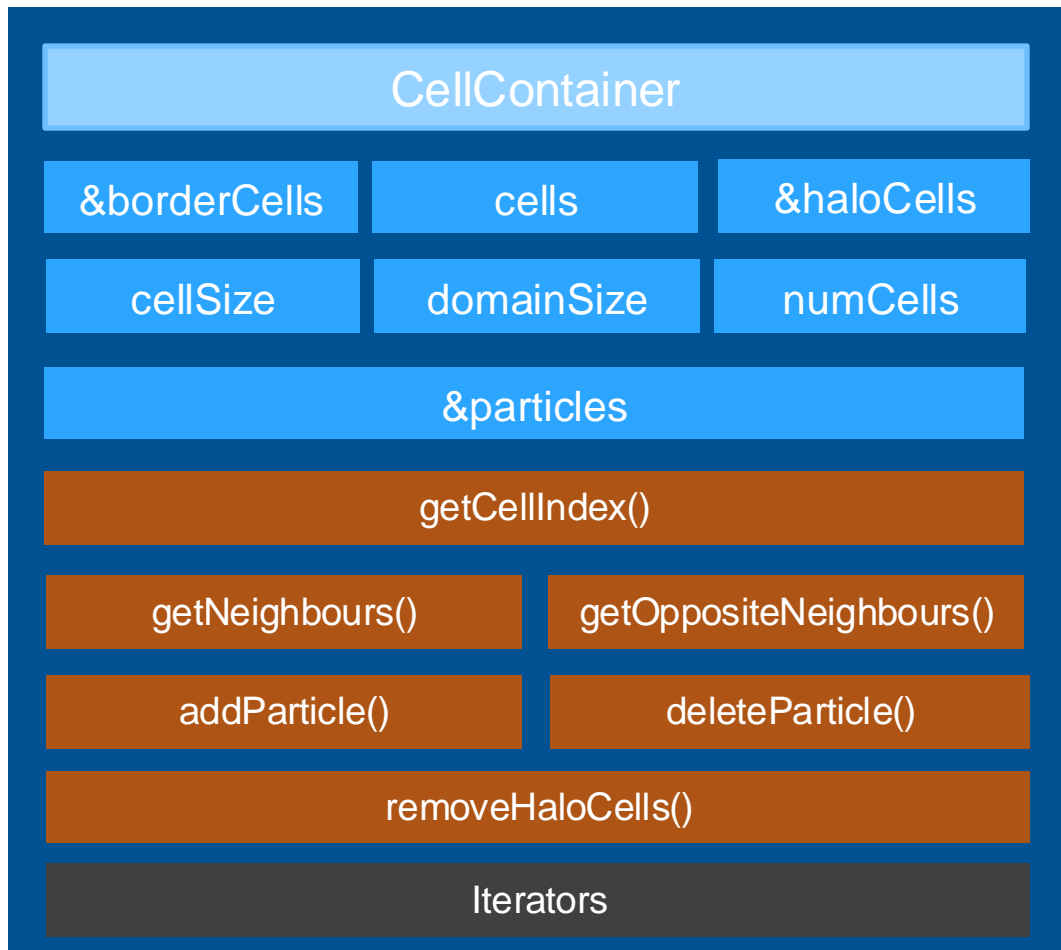 CellContainer
&borderCells
cells
&haloCells
cellSize
domainSize
numCells
&particles
getCellIndex()
getNeighbours()
getOppositeNeighbours()
addParticle()
deleteParticle()
removeHaloCells()
Iterators